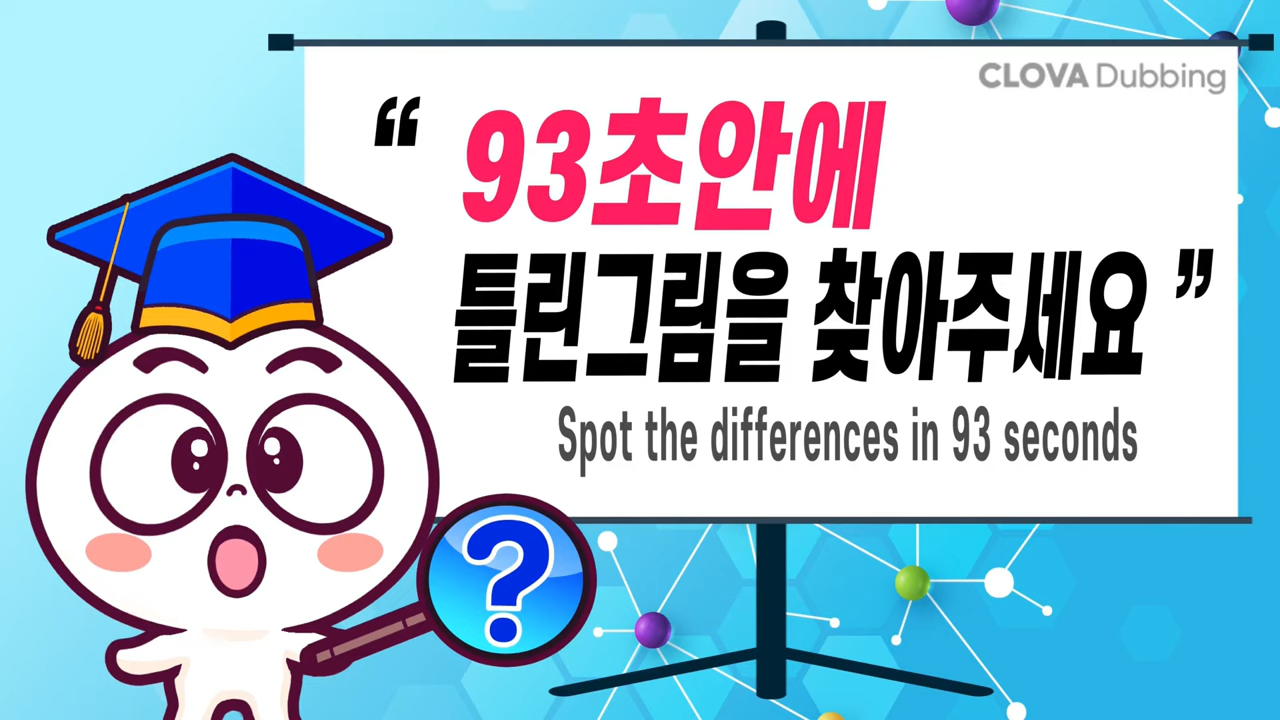 CLOVA Dubbing
“ 93초안에
틀린그림을 찾아주세요 ”
Spot the differences in 93 seconds
?